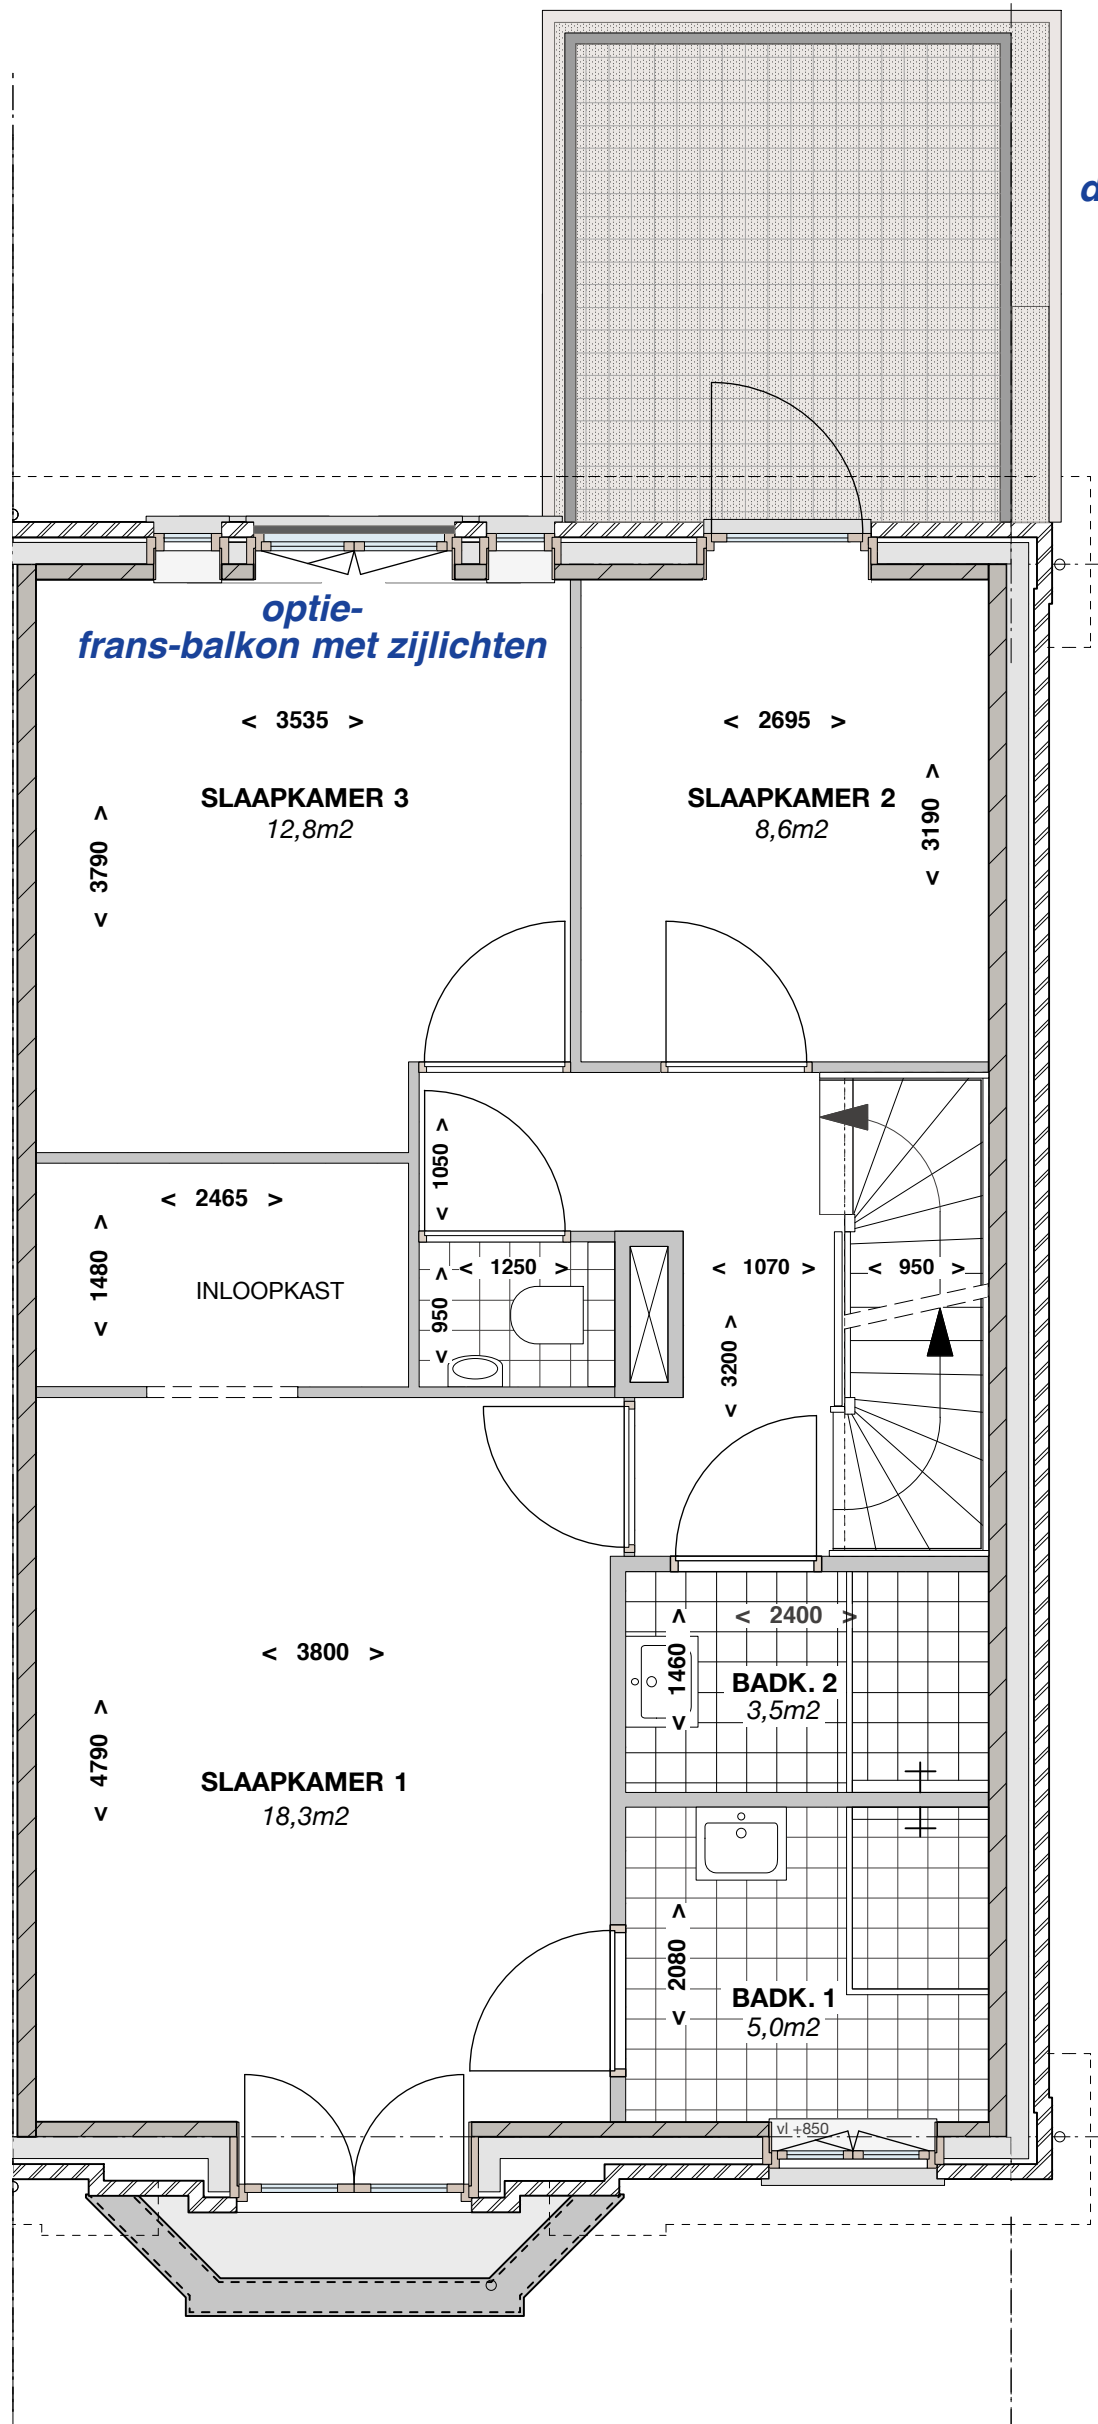 d
optie-
frans-balkon met zijlichten
< 3535 >
< 2695 >
SLAAPKAMER 3
12,8m2
SLAAPKAMER 2
8,6m2
< 3790 >
< 3190 >
< 1050 >
< 2465 >
< 1480 >
INLOOPKAST
< 1250 >
< 950 >
< 1070 >
< 950 >
< 3200 >
< 3800 >
< 4790 >
SLAAPKAMER 1
18,3m2
< 2400 >
< 1460 >
BADK. 2
3,5m2
< 2080 >
BADK. 1
5,0m2
vl +850